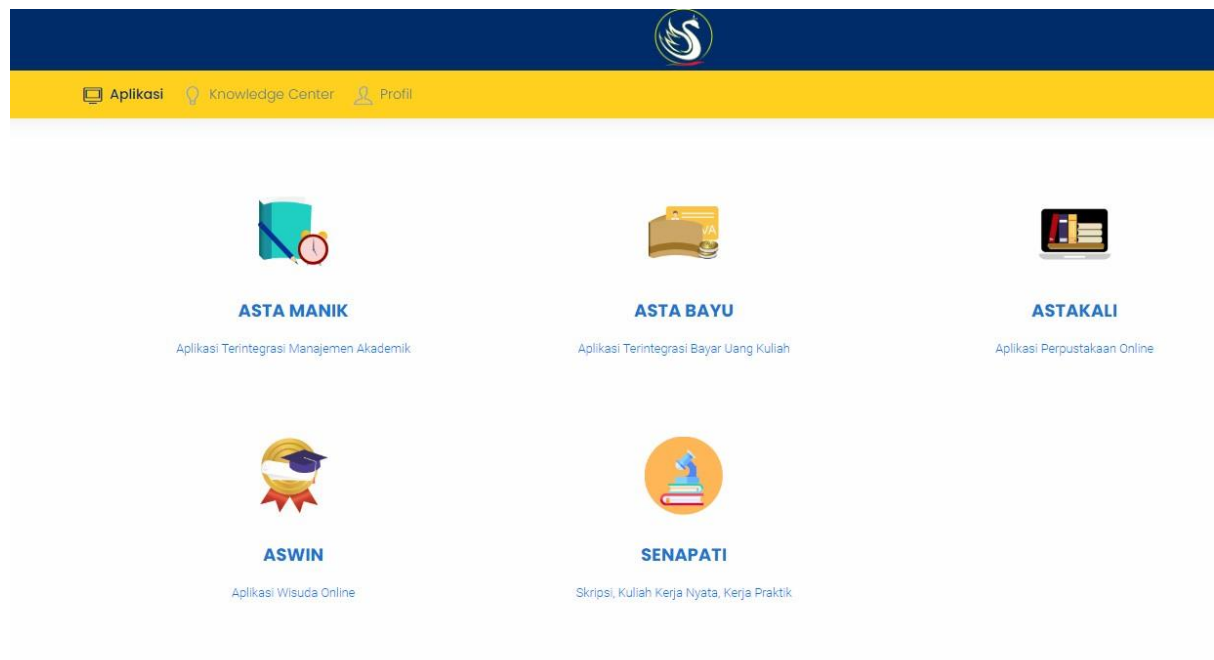 Aplikasi Knowledge Center Profil
VA
ASTA MANIK
Aplikasi Terintegrasi Manajemen Akademik
ASTA BAYU
Aplikasi Terintegrasi Bayar Uang Kuliah
ASTAKALI
Aplikasi Perpustakaan Online
ASWIN
Aplikasi Wisuda Online
SENAPATI
Skripsi, Kuliah Kerja Nyata, Kerja Praktik